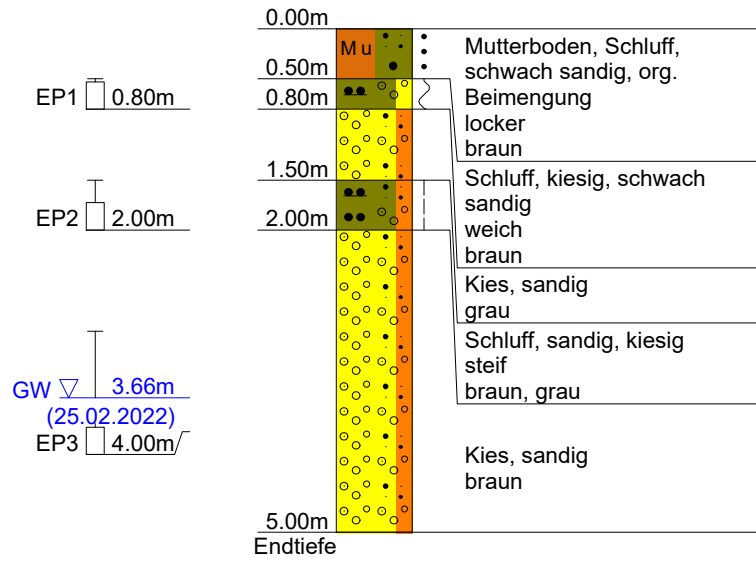 0.00m
Mu
0.50m
EP1 0.80m
0.80m
1.50m
EP2 2.00m
2.00m
GW 3.66m
(25.02.2022)
EP3 4.00m
5.00m
Endtiefe
Mutterboden, Schluff,
schwach sandig, org.
Beimengung
locker
braun
Schluff, kiesig, schwach
sandig
weich
braun
Kies, sandig
grau
Schluff, sandig, kiesig
steif
braun, grau
Kies, sandig
braun